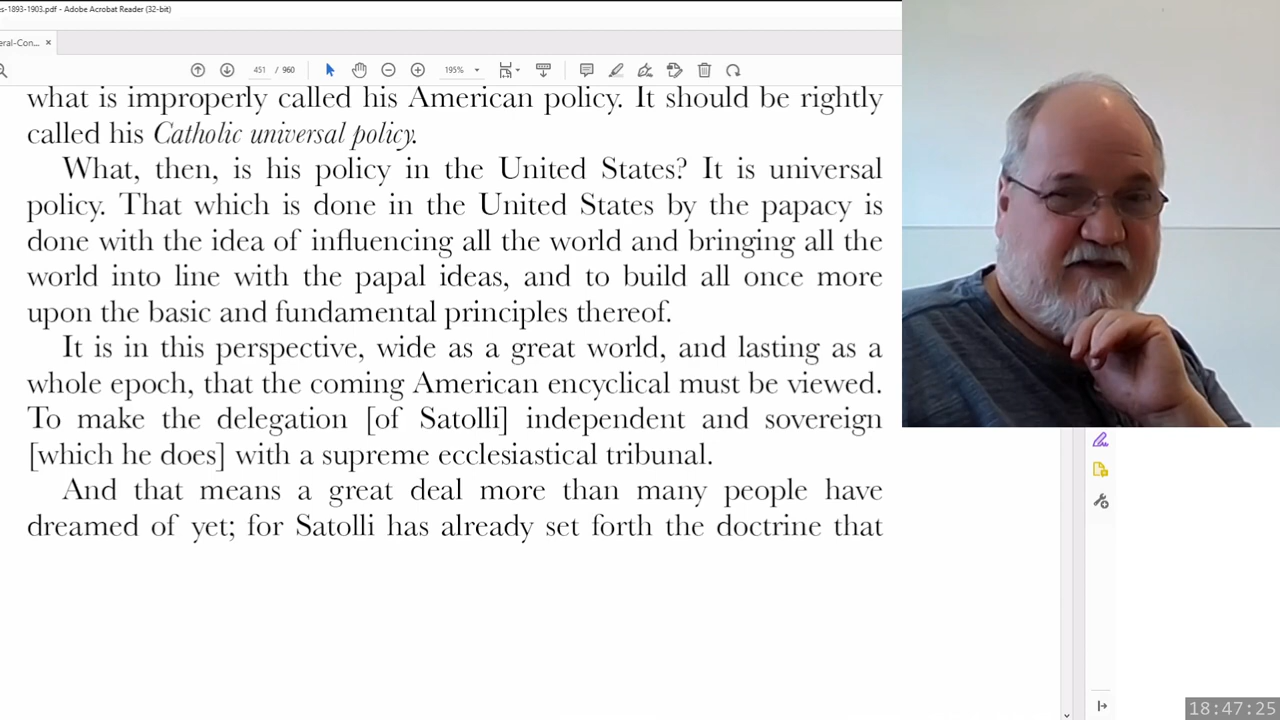 s-1893-1903.pdf - Adobe Acrobat Reader (32-bit)
eral-Con... ×
451 / 960
195%
what is improperly called his American policy. It should be rightly
called his Catholic universal policy.
What, then, is his policy in the United States? It is universal
policy. That which is done in the United States by the papacy is
done with the idea of influencing all the world and bringing all the
world into line with the papal ideas, and to build all once more
upon the basic and fundamental principles thereof.
It is in this perspective, wide as a great world, and lasting as a
whole epoch, that the coming American encyclical must be viewed.
To make the delegation [of Satolli] independent and sovereign
[which he does] with a supreme ecclesiastical tribunal.
And that means a great deal more than many people have
dreamed of yet; for Satolli has already set forth the doctrine that
18:47:25